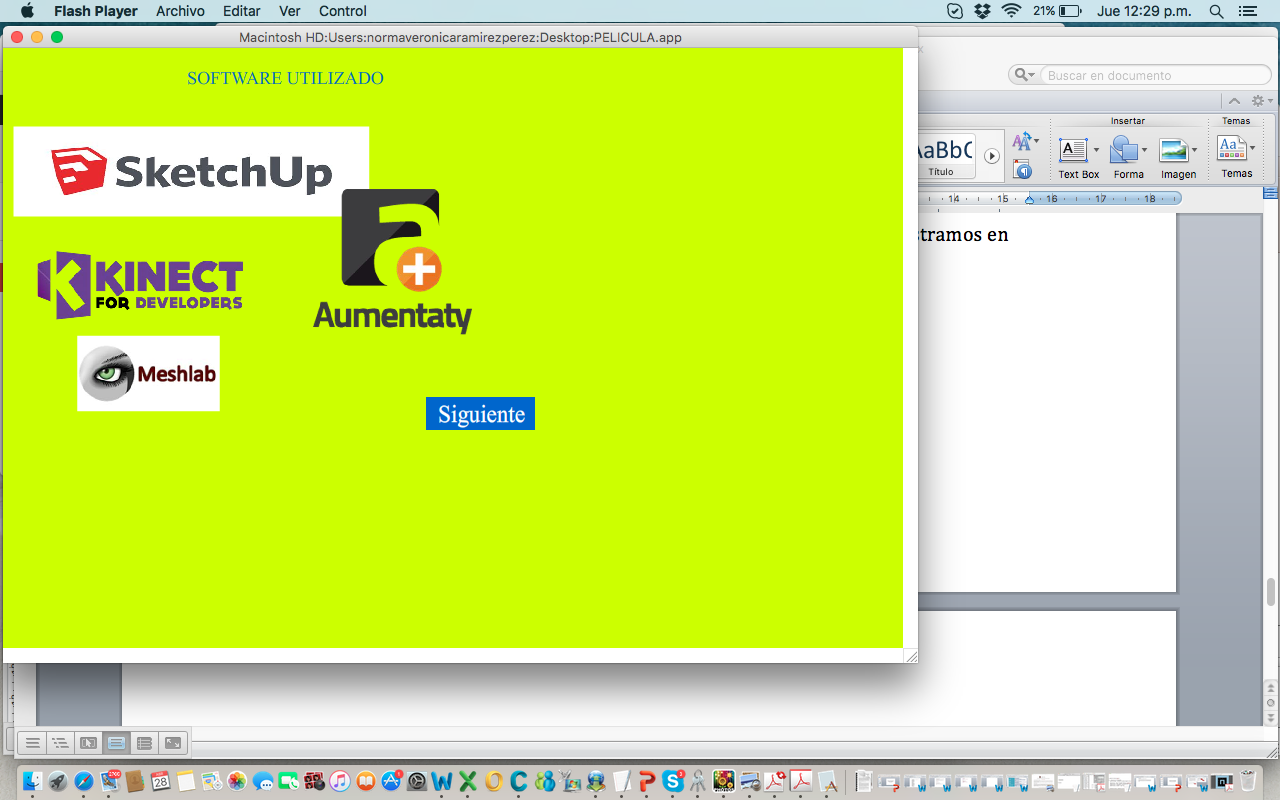 Flash Player Archivo Editar Ver Control 21% Jue 12:29 p.m.
Macintosh HD:Users:normaveronicaramirezperez:Desktop:PELICULA.app
SOFTWARE UTILIZADO
SketchUp
a
Aumentaty
KINECT
FOR DEVELOPERS
Meshlab
Siguiente
Buscar en documento
Insertar Temas
AaBbC
Título
Text Box Forma Imagen Temas
14 15 16 17 18
stramos en
28